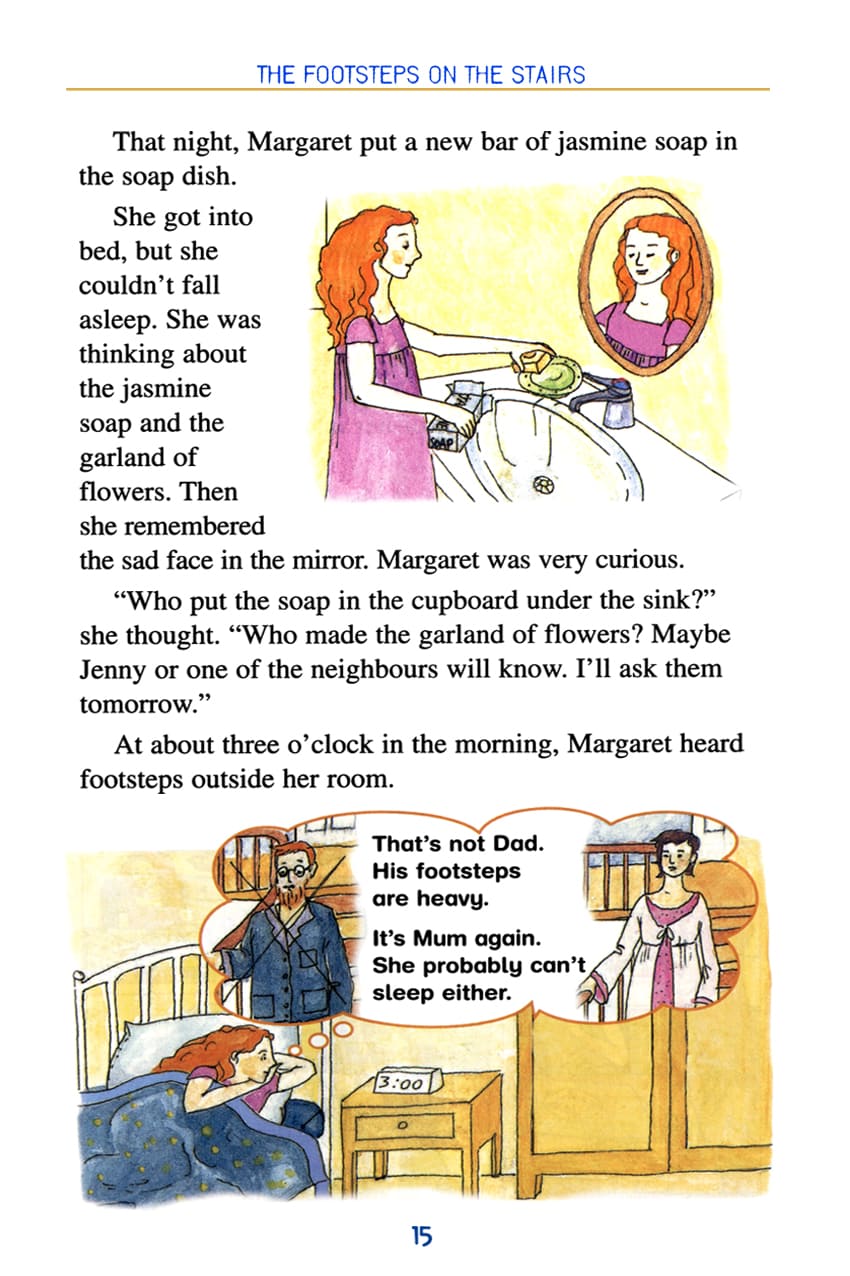 THE FOOTSTEPS ON THE STAIRS
That night, Margaret put a new bar of jasmine soap in
the soap dish.
She got into
bed, but she
couldn’t fall
asleep. She was
thinking about
the jasmine
soap and the
garland of
flowers. Then
she remembered
the sad face in the mirror. Margaret was very curious.
SOAP
“Who put the soap in the cupboard under the sink?”
she thought. “Who made the garland of flowers? Maybe
Jenny or one of the neighbours will know. I’ll ask them
tomorrow.”
At about three o’clock in the morning, Margaret heard
footsteps outside her room.
That’s not Dad.
His footsteps
are heavy.
It’s Mum again.
She probably can’t
sleep either.
3:00
15